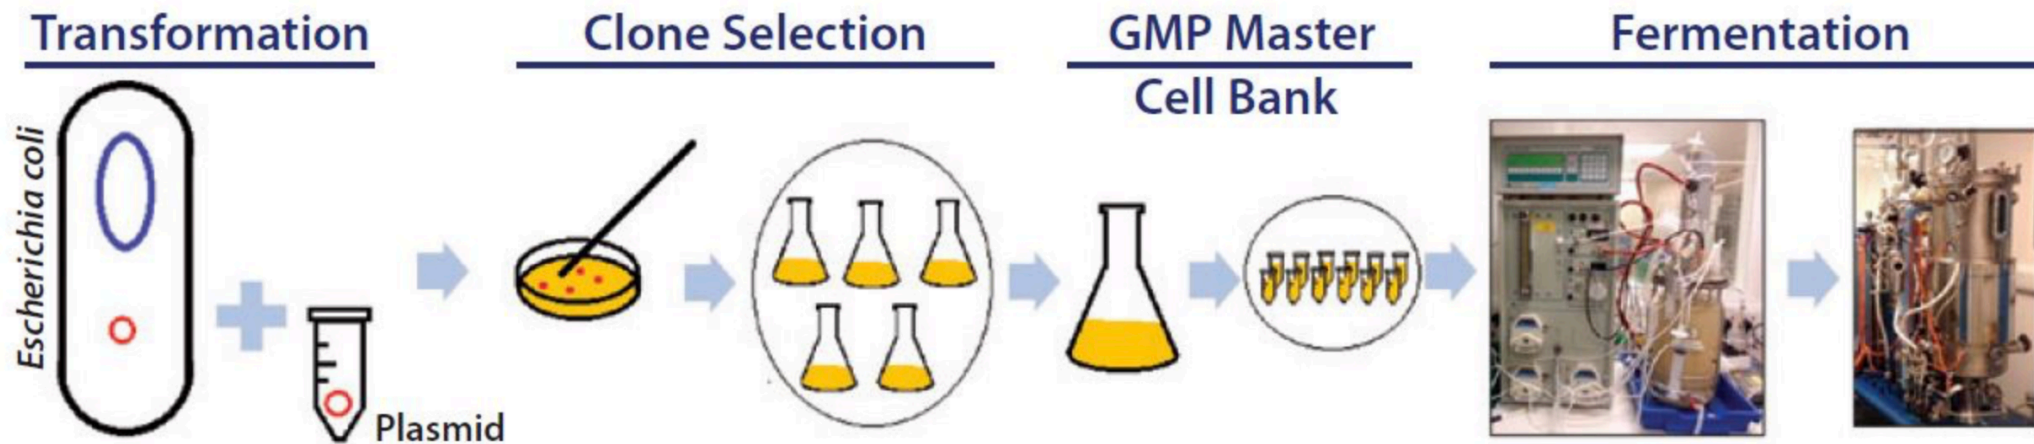 Transformation
Clone Selection
GMP Master
Cell Bank
Fermentation
Escherichia coli
Plasmid